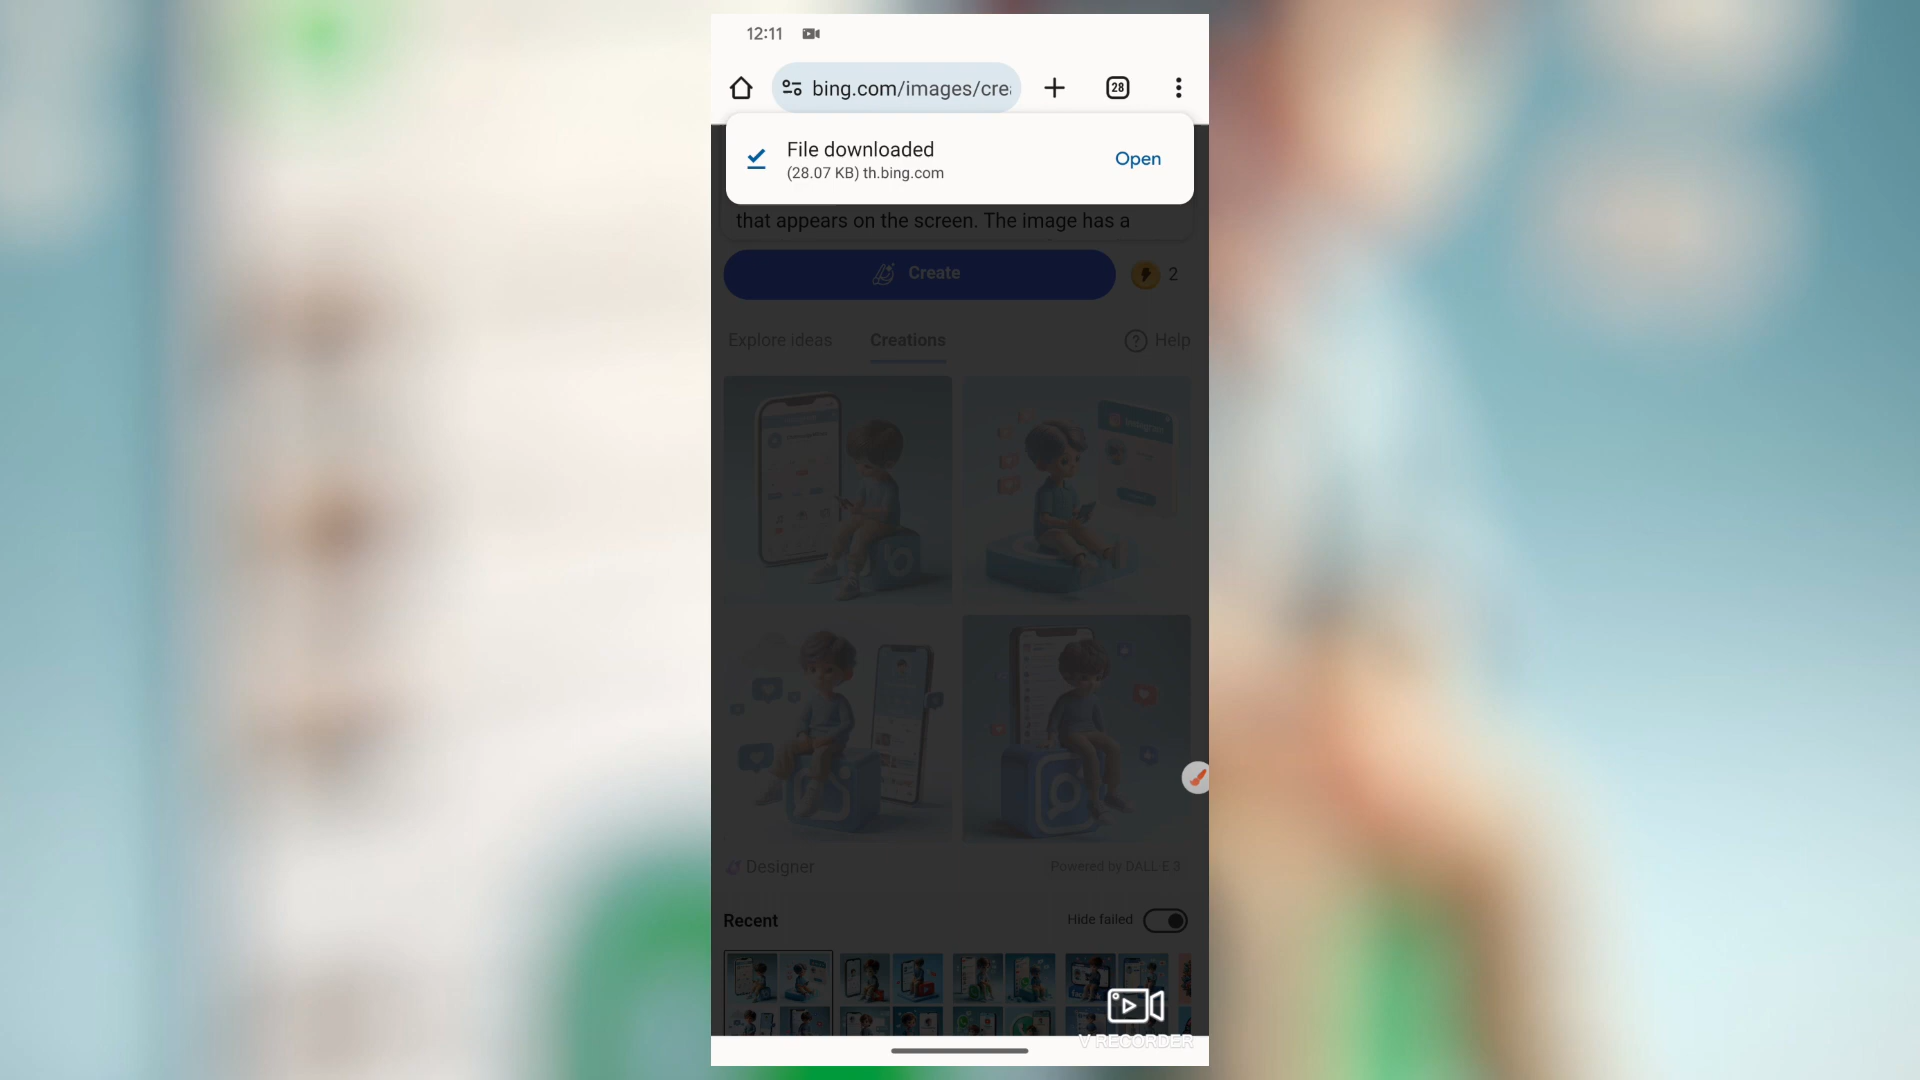 12:11
bing.com/images/cre
28
File downloaded
(28.07 KB) th.bing.com
Open
that appears on the screen. The image has a
Create
2
Explore ideas
Creations
? Help
Instagram
Designer
Powered by DALL·E 3
Recent
Hide failed
V RECORDER